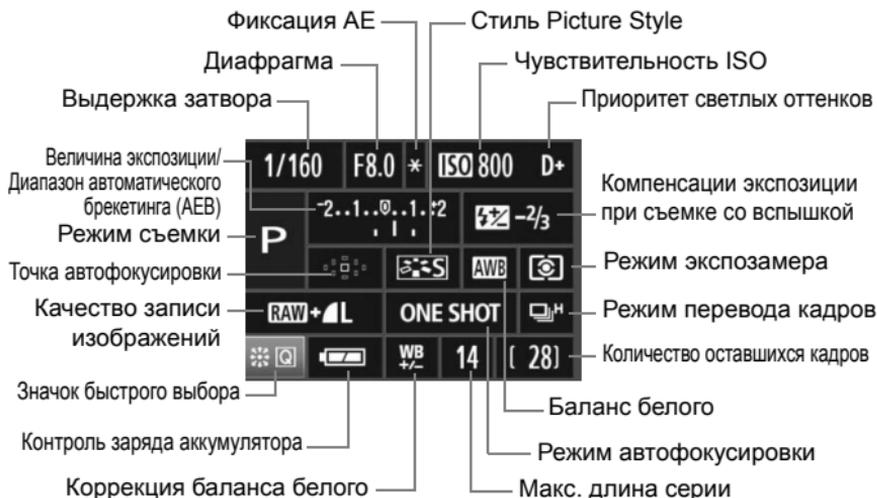 Фиксация AE
Стиль Picture Style
Диафрагма
Чувствительность ISO
Выдержка затвора
Приоритет светлых оттенков
1/160 F8.0 * ISO 800 D+
Величина экспозиции/
Диапазон автоматического
брекетинга (AEB)
-2..1..0..1..+2
-2/3
Компенсации экспозиции
при съемке со вспышкой
Режим съемки
P
Точка автофокусировки
S AWB
Режим экспозамера
Качество записи
изображений
RAW+L ONE SHOT H
Режим перевода кадров
Q WB +/- 14 [ 28]
Количество оставшихся кадров
Значок быстрого выбора
Баланс белого
Контроль заряда аккумулятора
Режим автофокусировки
Коррекция баланса белого
Макс. длина серии